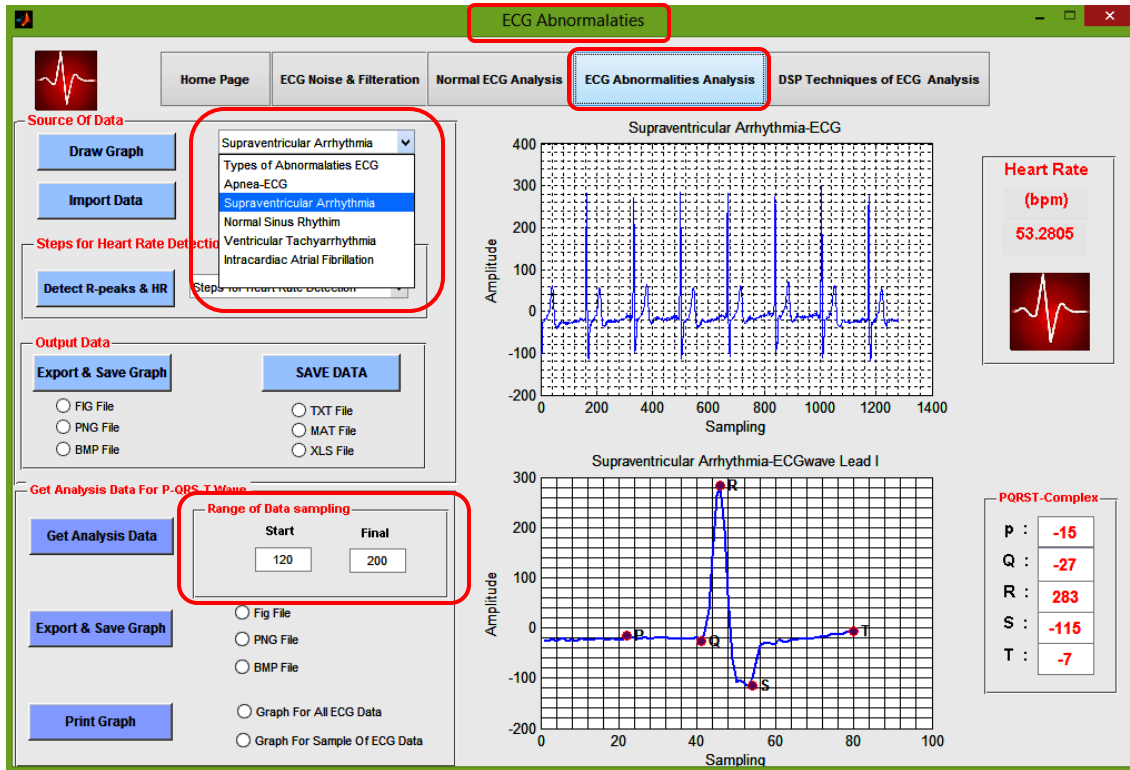 ECG Abnormalaties
Home Page
ECG Noise & Filteration
Normal ECG Analysis
ECG Abnormalities Analysis
DSP Techniques of ECG Analysis
Source Of Data
Draw Graph
Import Data
Supraventricular Arrhythmia
Types of Abnormalaties ECG
Apnea-ECG
Supraventricular Arrhythmia
Normal Sinus Rhythim
Ventricular Tachyarrhythmia
Intracardiac Atrial Fibrillation
Steps for Heart Rate Detection
Detect R-peaks & HR
Steps for Heart Rate Detection
Output Data
Export & Save Graph
FIG File
PNG File
BMP File
SAVE DATA
TXT File
MAT File
XLS File
Get Analysis Data For P-QRS-T Wave
Get Analysis Data
Range of Data sampling
Start
Final
120
200
Export & Save Graph
Fig File
PNG File
BMP File
Print Graph
Graph For All ECG Data
Graph For Sample Of ECG Data
Supraventricular Arrhythmia-ECG
400
300
200
100
0
-100
-200
Amplitude
0 200 400 600 800 1000 1200 1400
Sampling
Supraventricular Arrhythmia-ECGwave Lead I
300
200
100
0
-100
-200
Amplitude
R
P
Q
T
S
0 20 40 60 80 100
Sampling
Heart Rate
(bpm)
53.2805
PQRST-Complex
p : -15
Q : -27
R : 283
S : -115
T : -7